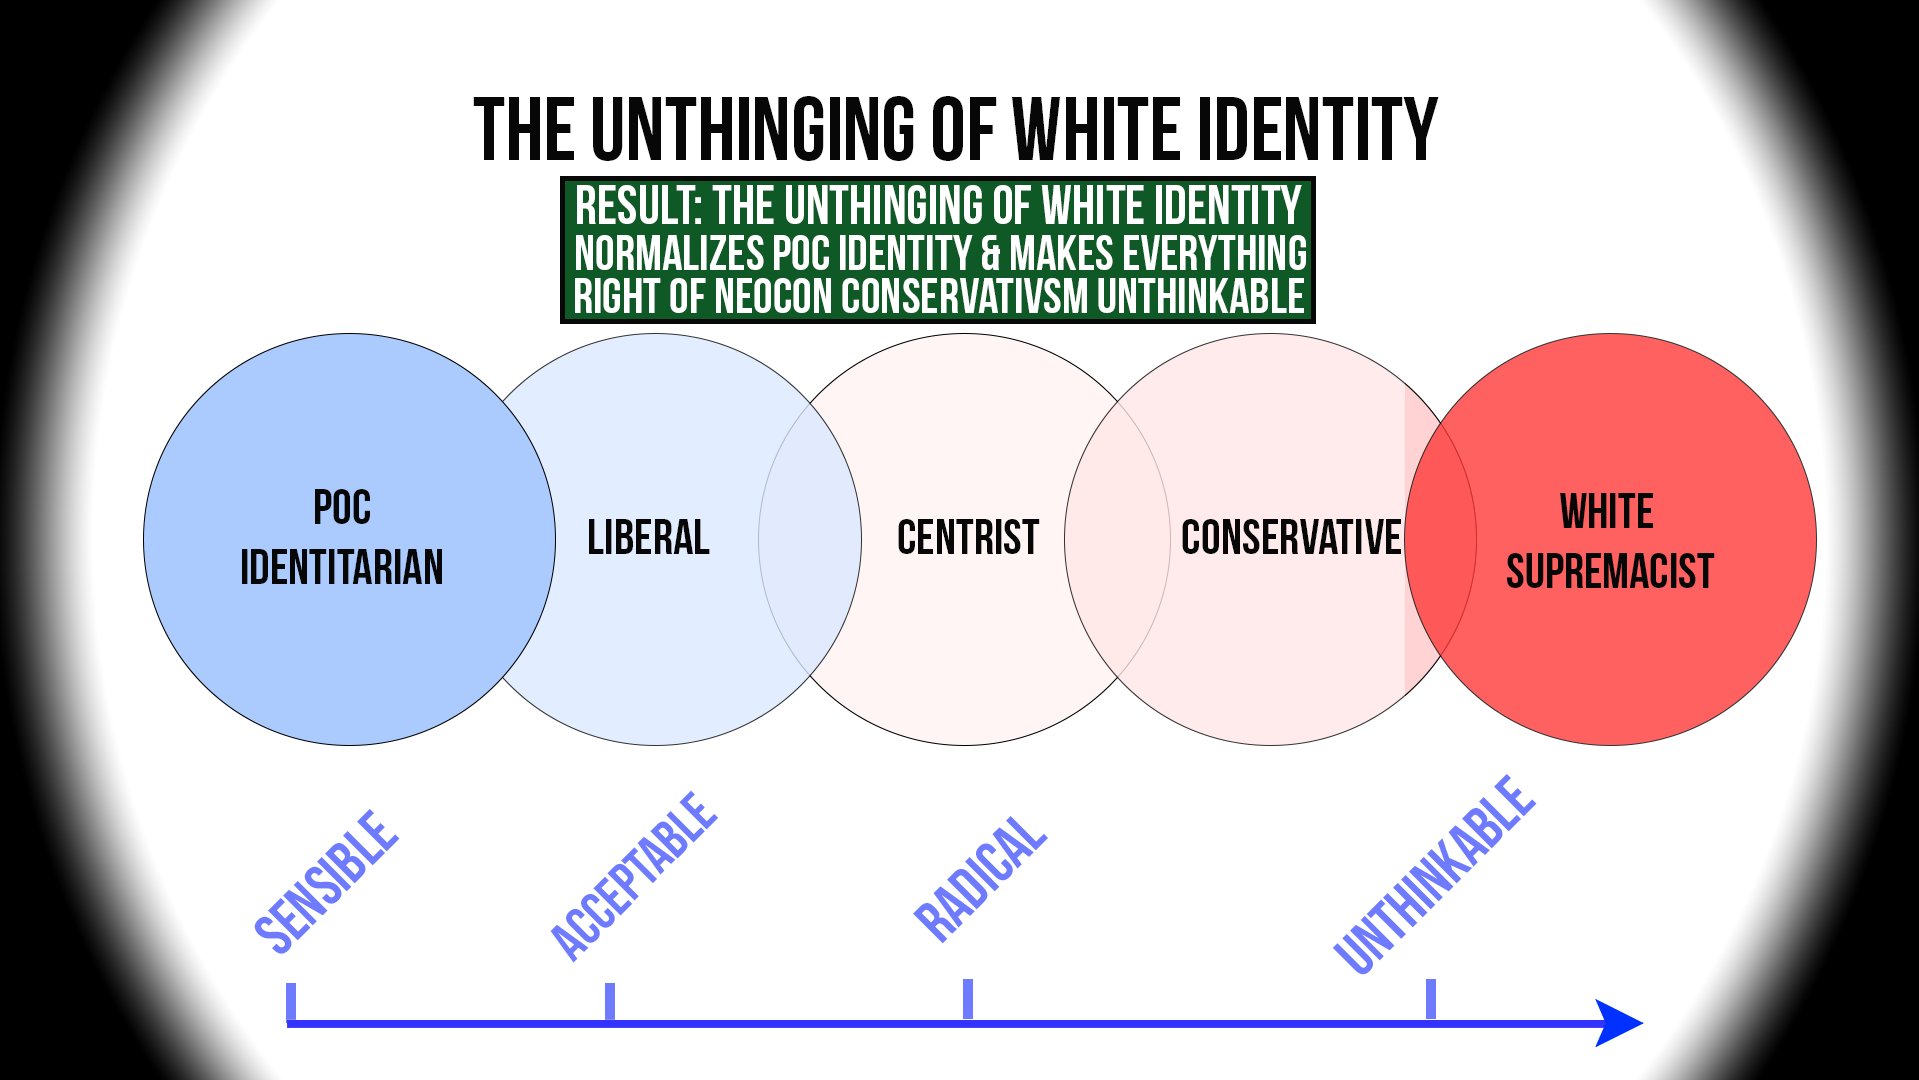 THE UNTHINGING OF WHITE IDENTITY
RESULT: THE UNTHINGING OF WHITE IDENTITY
NORMALIZES POC IDENTITY & MAKES EVERYTHING
RIGHT OF NEOCON CONSERVATIVSM UNTHINKABLE
POC
IDENTITARIAN
LIBERAL
CENTRIST
CONSERVATIVE
WHITE
SUPREMACIST
SENSIBLE
ACCEPTABLE
RADICAL
UNTHINKABLE